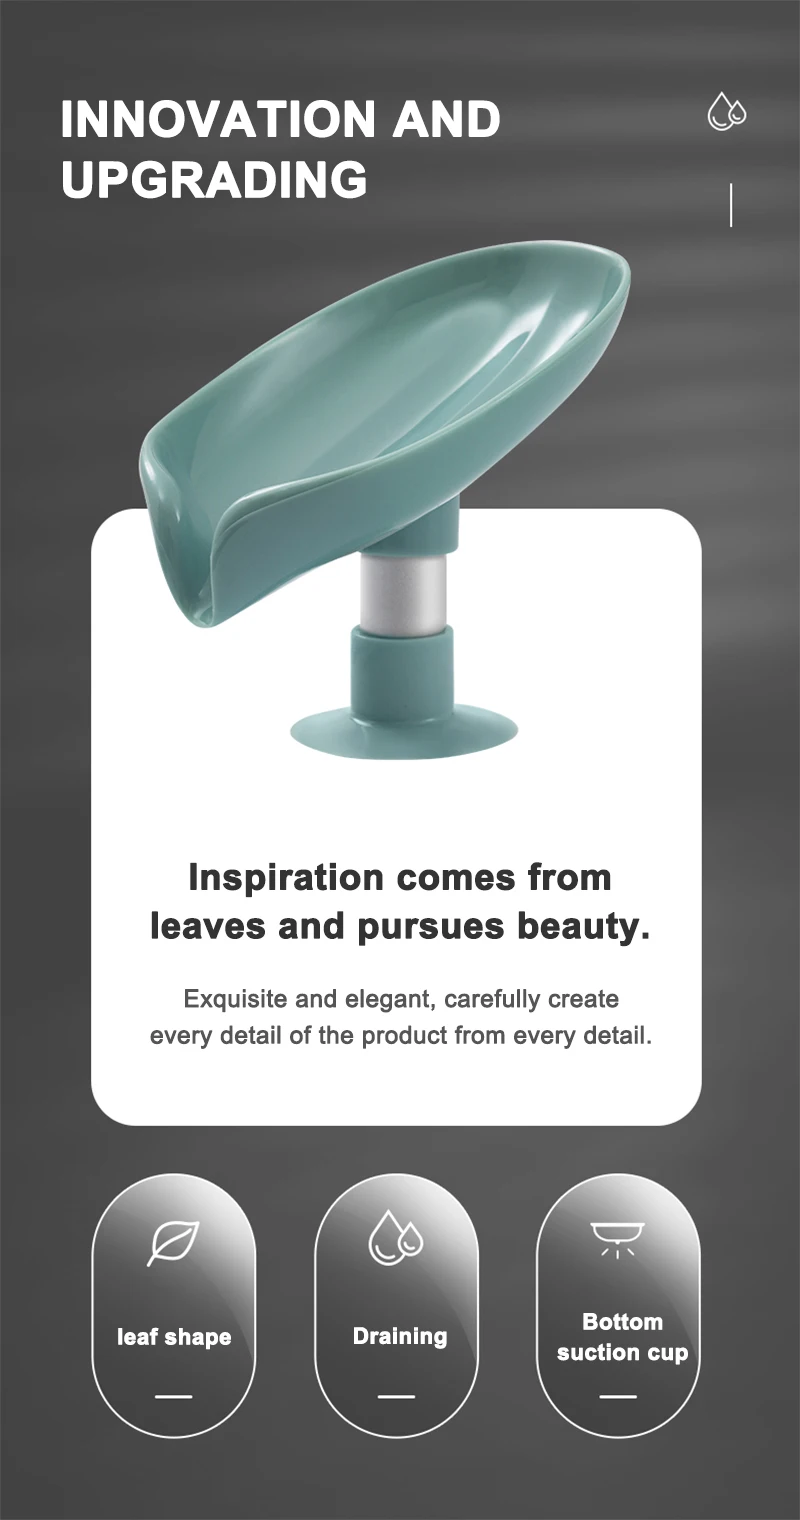 INNOVATION AND
UPGRADING
Inspiration comes from
leaves and pursues beauty.
Exquisite and elegant, carefully create
every detail of the product from every detail.
leaf shape
Draining
Bottom
suction cup